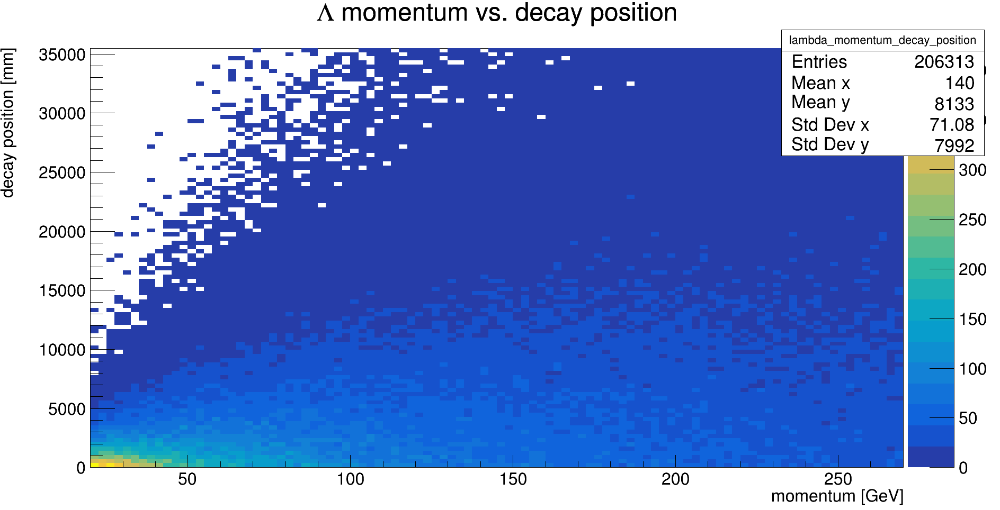 Λ momentum vs. decay position
lambda_momentum_decay_position
Entries 206313
Mean x 140
Mean y 8133
Std Dev x 71.08
Std Dev y 7992
decay position [mm]
35000
30000
25000
20000
15000
10000
5000
0
300
250
200
150
100
50
0
50 100 150 200 250
momentum [GeV]